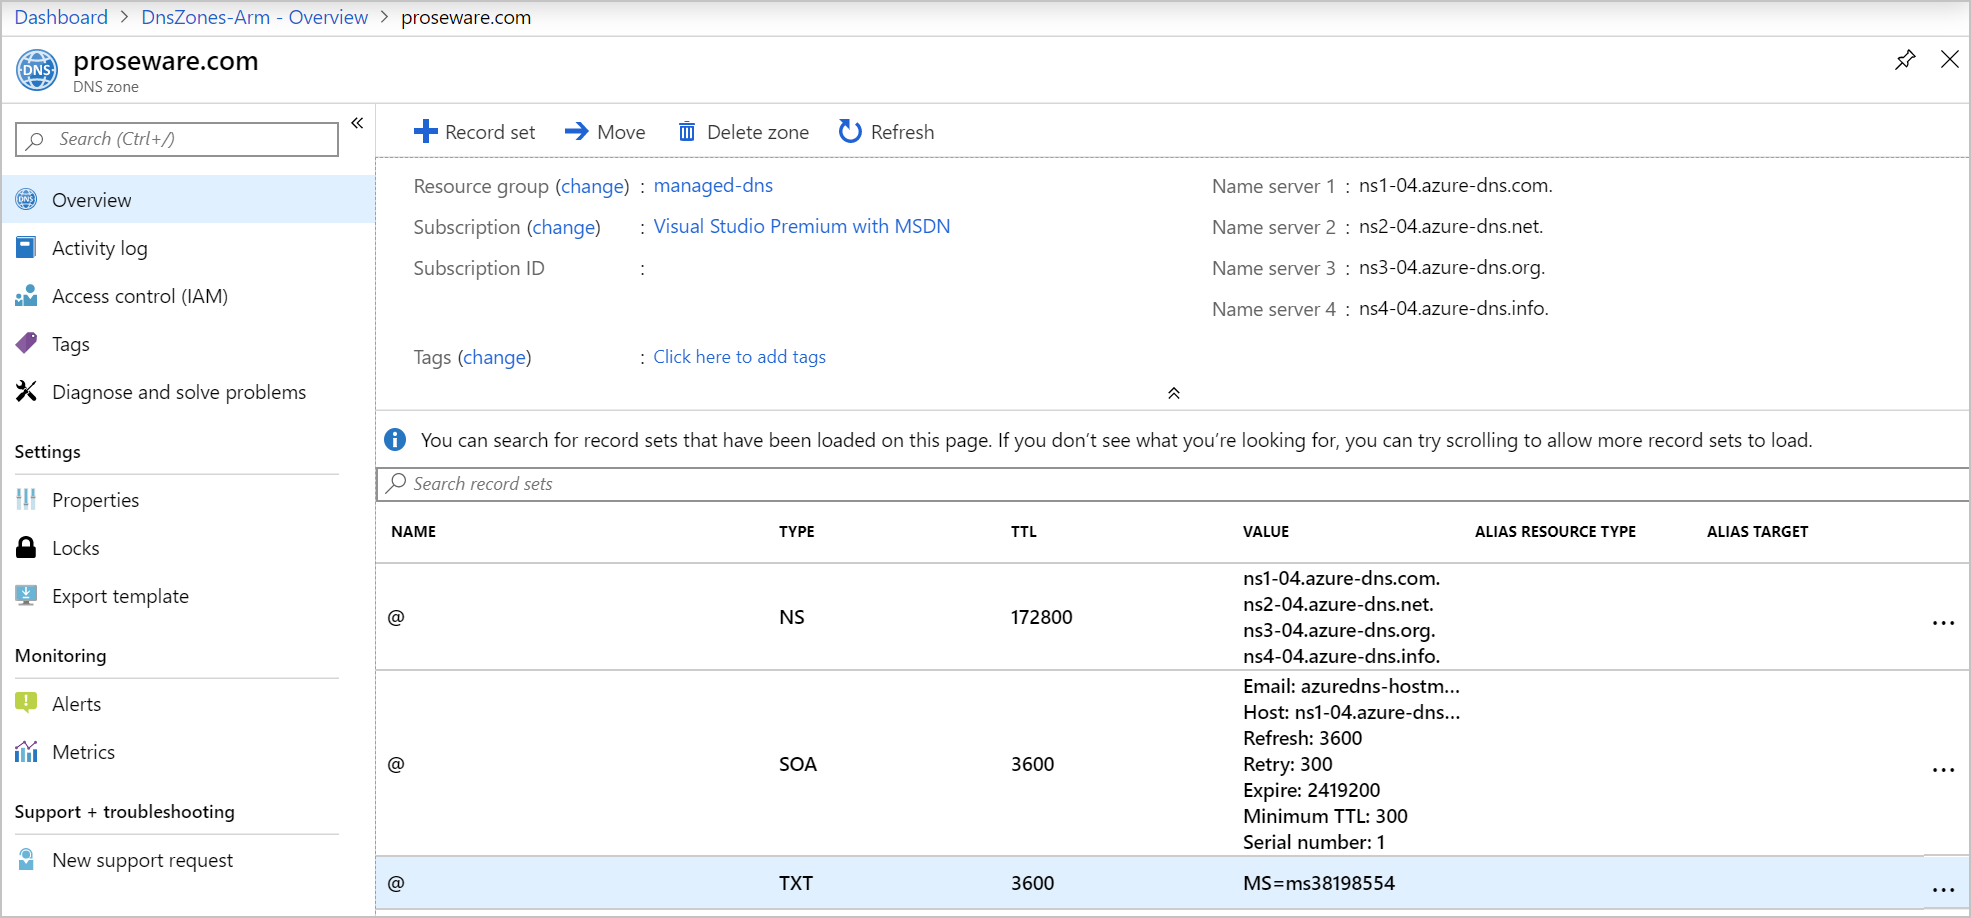 Dashboard > DnsZones-Arm - Overview > proseware.com
DNS
proseware.com
DNS zone
Search (Ctrl+/)
«
Overview
Activity log
Access control (IAM)
Tags
Diagnose and solve problems
Settings
Properties
Locks
Export template
Monitoring
Alerts
Metrics
Support + troubleshooting
New support request
Record set Move Delete zone Refresh
Resource group (change) : managed-dns
Subscription (change) : Visual Studio Premium with MSDN
Subscription ID :
Tags (change) : Click here to add tags
Name server 1 : ns1-04.azure-dns.com.
Name server 2 : ns2-04.azure-dns.net.
Name server 3 : ns3-04.azure-dns.org.
Name server 4 : ns4-04.azure-dns.info.
You can search for record sets that have been loaded on this page. If you don't see what you're looking for, you can try scrolling to allow more record sets to load.
Search record sets
NAME TYPE TTL VALUE ALIAS RESOURCE TYPE ALIAS TARGET
@ NS 172800 ns1-04.azure-dns.com.
ns2-04.azure-dns.net.
ns3-04.azure-dns.org.
ns4-04.azure-dns.info.
...
@ SOA 3600 Email: azuredns-hostm...
Host: ns1-04.azure-dns...
Refresh: 3600
Retry: 300
Expire: 2419200
Minimum TTL: 300
Serial number: 1
...
@ TXT 3600 MS=ms38198554 ...